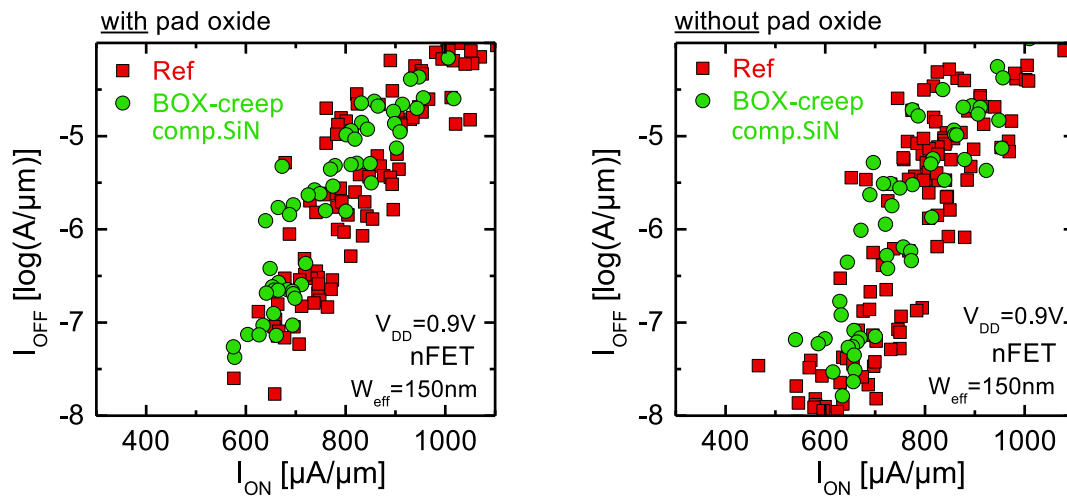 with pad oxide
Ref
BOX-creep
comp.SiN
V_DD=0.9V
nFET
W_eff=150nm
-5
-6
-7
-8
400 600 800 1000
I_ON [µA/µm]
I_OFF [log(A/µm)]
without pad oxide
Ref
BOX-creep
comp.SiN
V_DD=0.9V.
nFET
W_eff=150nm
-5
-6
-7
-8
400 600 800 1000
I_ON [µA/µm]
I_OFF [log(A/µm)]